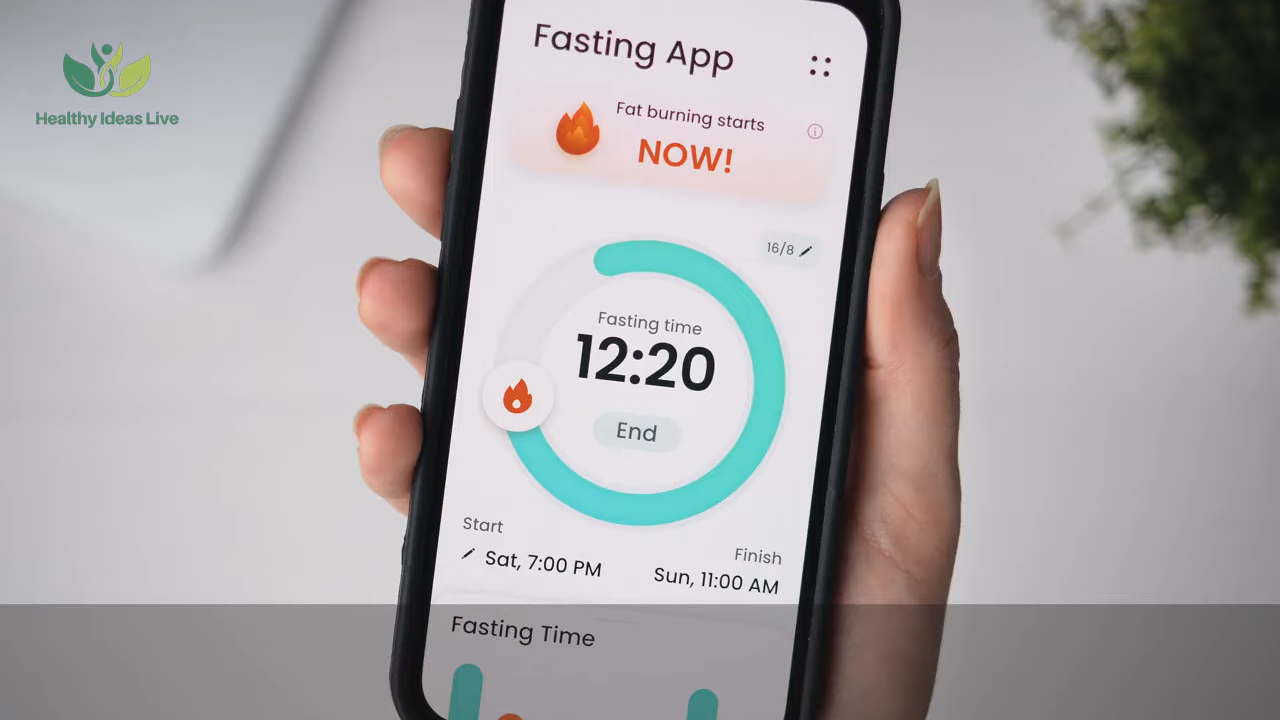 Healthy Ideas Live
Fasting App
Fat burning starts
NOW!
16/8
Fasting time
12:20
End
Start
Sat, 7:00 PM
Finish
Sun, 11:00 AM
Fasting Time